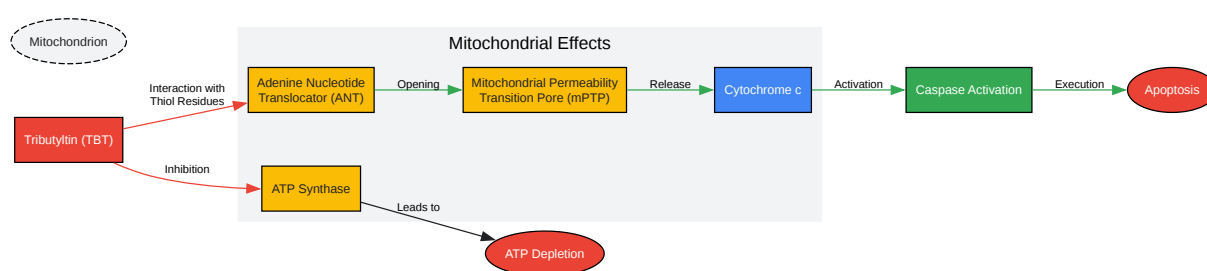 Mitochondrion
Mitochondrial Effects
Interaction with
Thiol Residues
Adenine Nucleotide
Translocator (ANT)
Opening
Mitochondrial Permeability
Transition Pore (mPTP)
Release
Cytochrome c
Activation
Caspase Activation
Execution
Apoptosis
Tributyltin (TBT)
Inhibition
ATP Synthase
Leads to
ATP Depletion